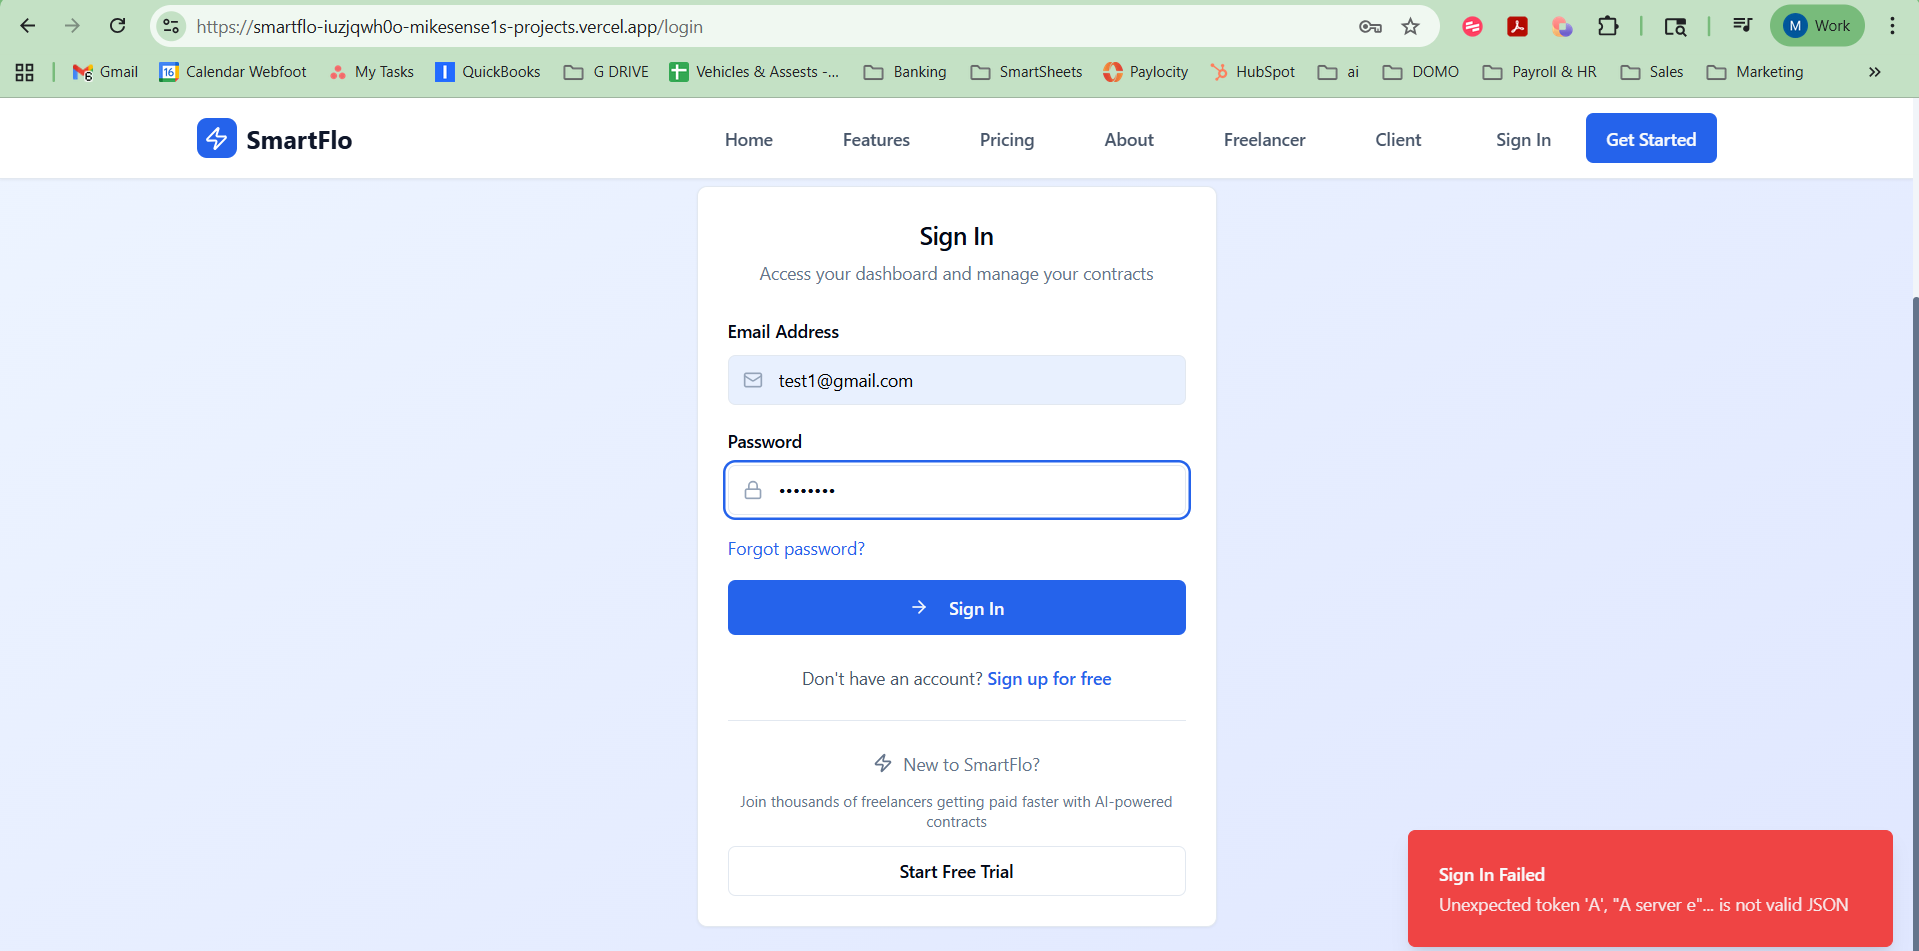 https://smartflo-iuzjqwh0o-mikesense1s-projects.vercel.app/login
M Work
6 Gmail
16 Calendar Webfoot
My Tasks
QuickBooks
G DRIVE
Vehicles & Assests -...
Banking
SmartSheets
Paylocity
HubSpot
ai
DOMO
Payroll & HR
Sales
Marketing
»
SmartFlo
Home
Features
Pricing
About
Freelancer
Client
Sign In
Get Started
Sign In
Access your dashboard and manage your contracts
Email Address
test1@gmail.com
Password
••••••••
Forgot password?
Sign In
Don't have an account? Sign up for free
New to SmartFlo?
Join thousands of freelancers getting paid faster with AI-powered
contracts
Start Free Trial
Sign In Failed
Unexpected token 'A', "A server e"... is not valid JSON